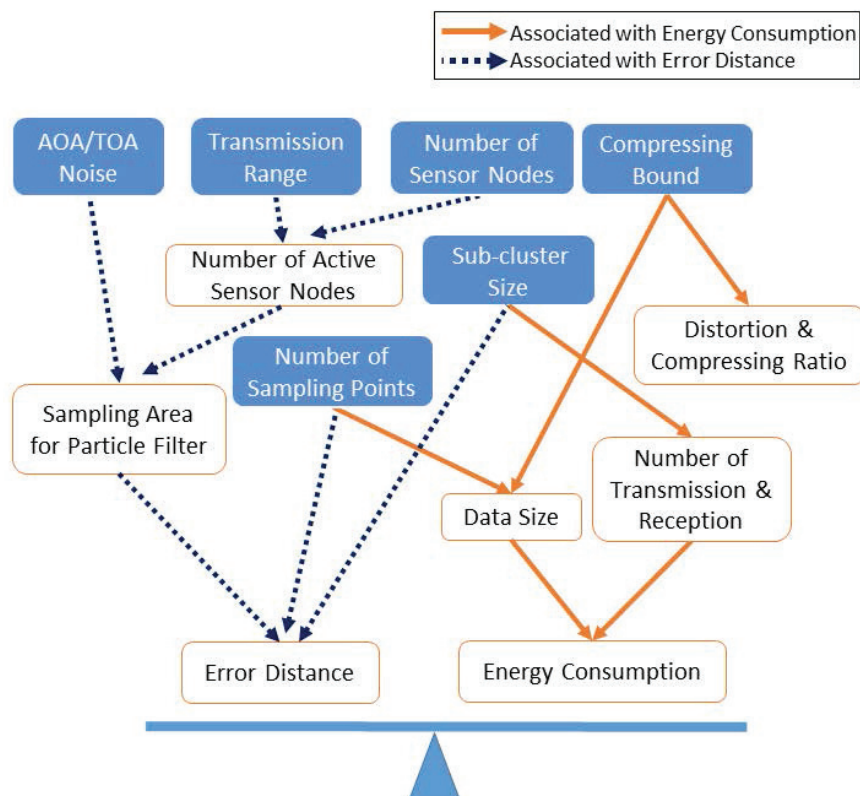 Associated with Energy Consumption
Associated with Error Distance
AOA/TOA
Noise
Transmission
Range
Number of
Sensor Nodes
Compressing
Bound
Number of Active
Sensor Nodes
Sub-cluster
Size
Distortion &
Compressing Ratio
Number of
Sampling Points
Sampling Area
for Particle Filter
Data Size
Number of
Transmission &
Reception
Error Distance
Energy Consumption